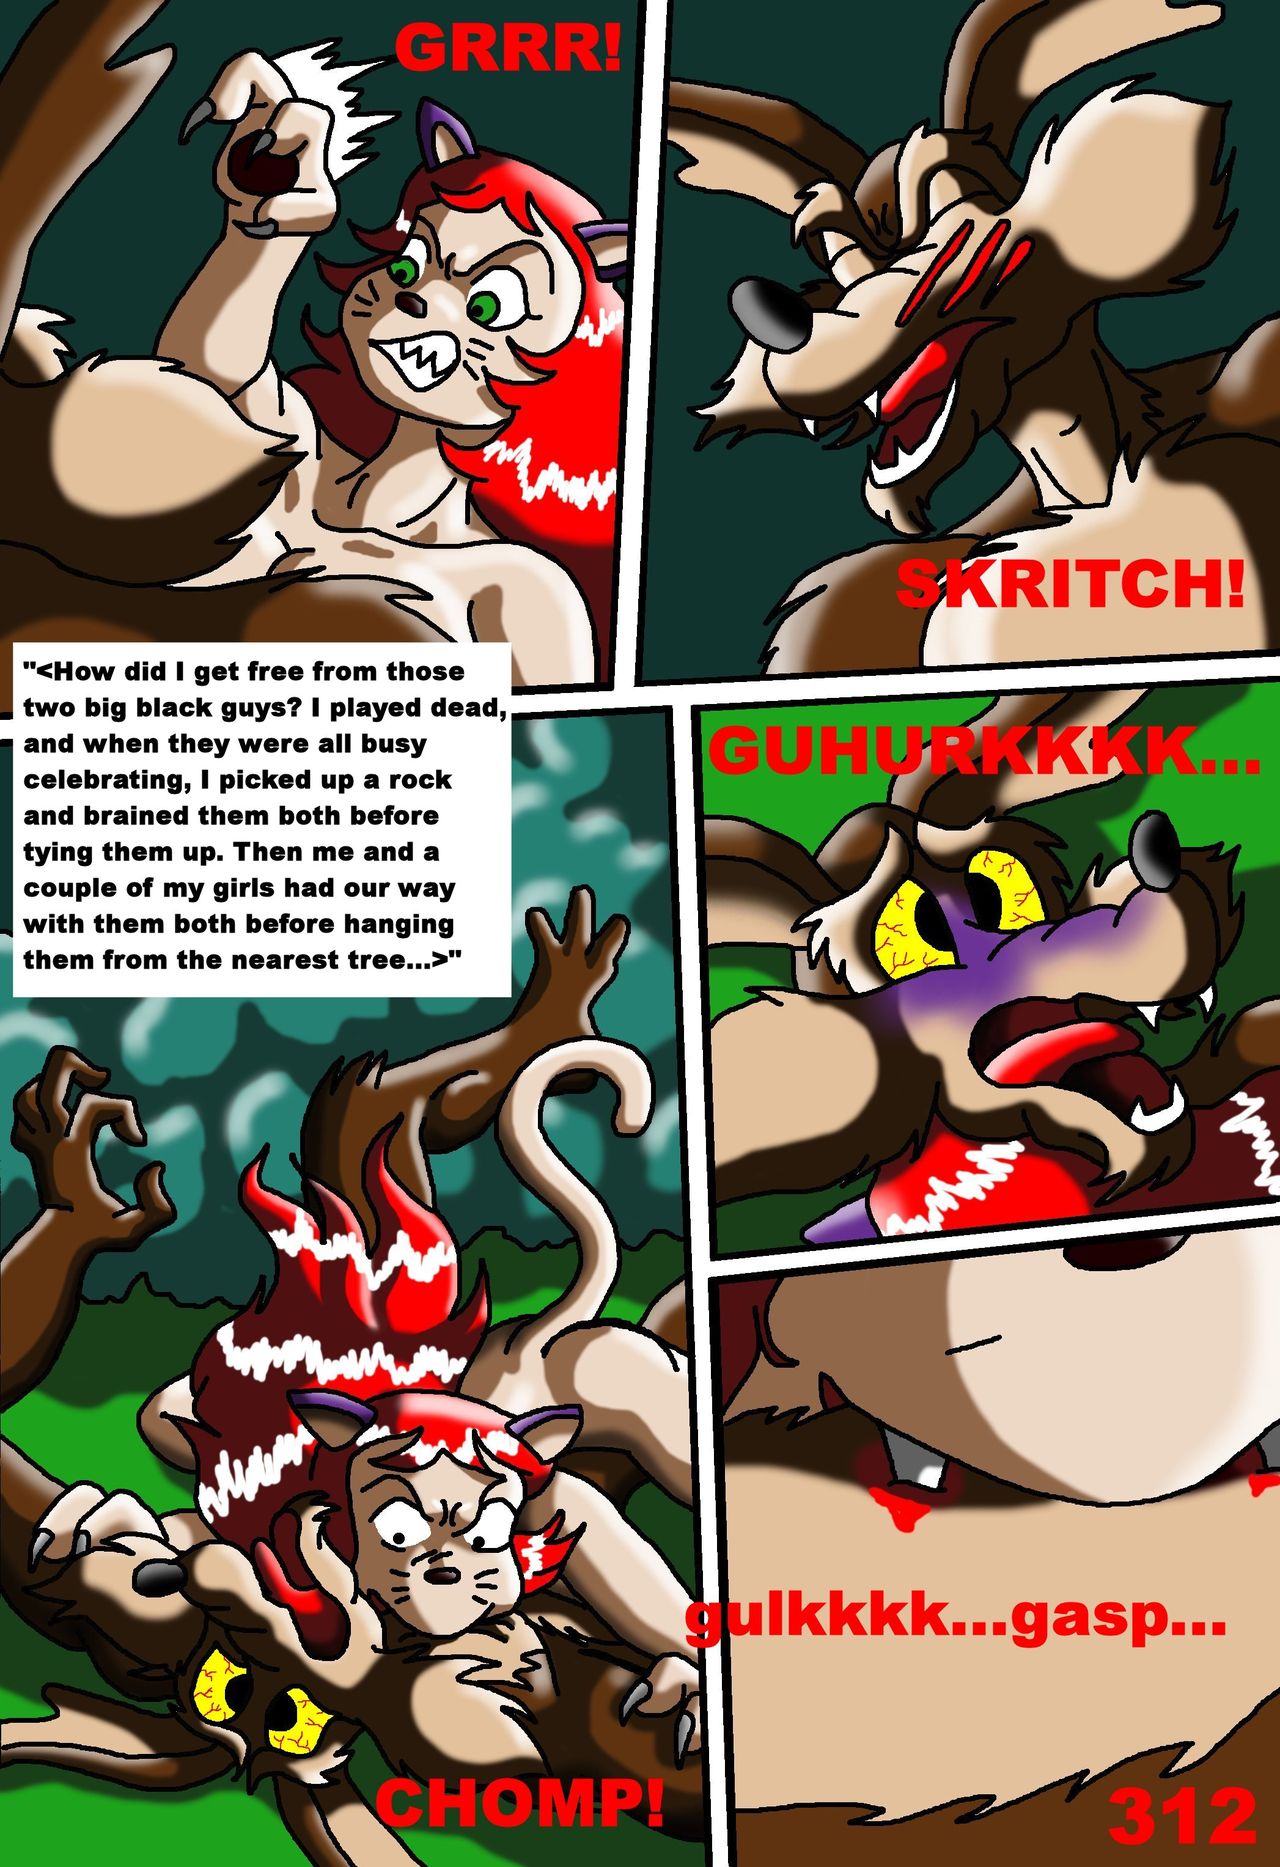 GRRR!
SKRITCH!
"<How did I get free from those
two big black guys? I played dead,
and when they were all busy
celebrating, I picked up a rock
and brained them both before
tying them up. Then me and a
couple of my girls had our way
with them both before hanging
them from the nearest tree...>"
CHOMP!
GUHURKKKK...
gulkkkk...gasp...
312